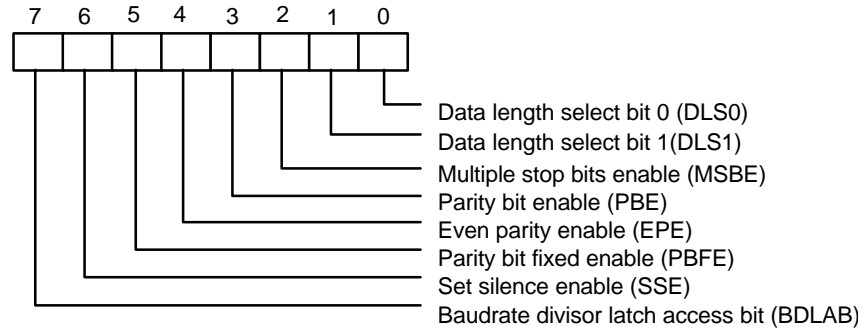 7 6 5 4 3 2 1 0
Data length select bit 0 (DLS0)
Data length select bit 1(DLS1)
Multiple stop bits enable (MSBE)
Parity bit enable (PBE)
Even parity enable (EPE)
Parity bit fixed enable (PBFE)
Set silence enable (SSE)
Baudrate divisor latch access bit (BDLAB)